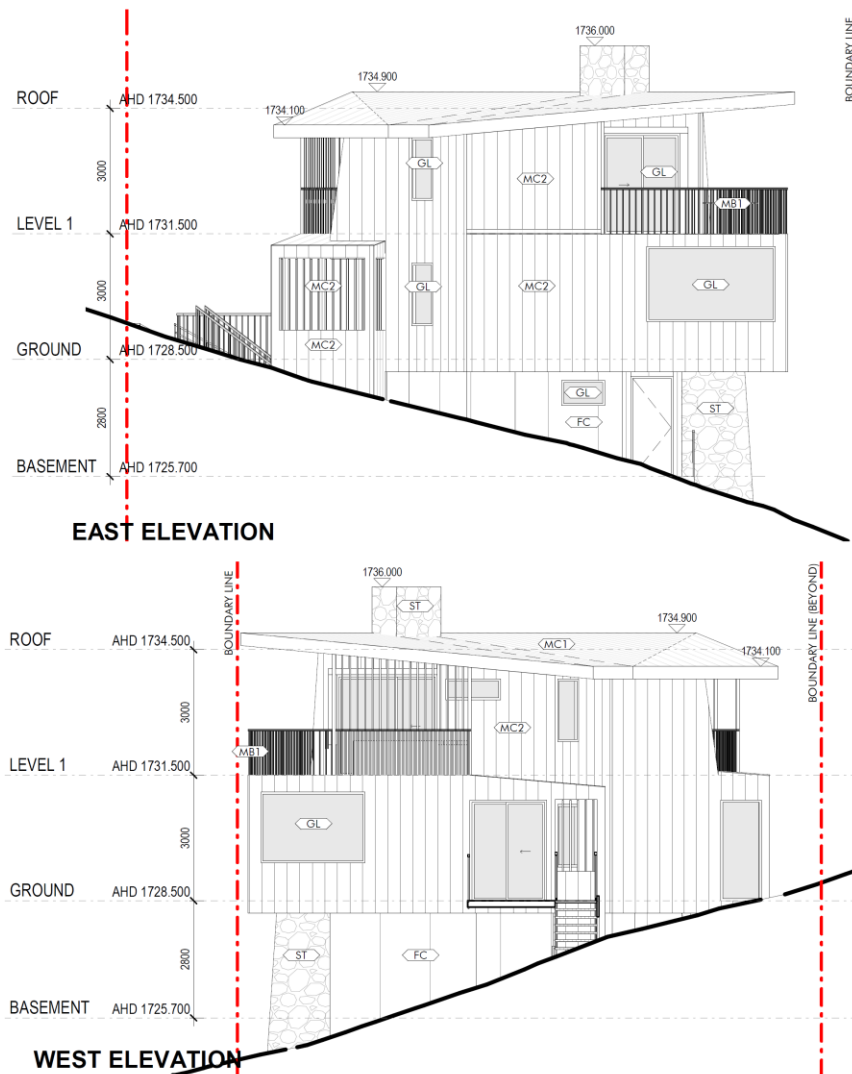 1736.000
BOUNDARY LINE
1734.900
ROOF AHD 1734.500
1734.100
3000
GL
MC2
GL
MB1
LEVEL 1 AHD 1731.500
3000
MC2
GL
MC2
GL
MC2
GROUND AHD 1728.500
2800
GL
FC
ST
BASEMENT AHD 1725.700
EAST ELEVATION
BOUNDARY LINE
1736.000
BOUNDARY LINE (BEYOND)
ST
1734.900
ROOF AHD 1734.500
MC1
1734.100
3000
MC2
MB1
LEVEL 1 AHD 1731.500
3000
GL
GROUND AHD 1728.500
2800
ST
FC
BASEMENT AHD 1725.700
WEST ELEVATION